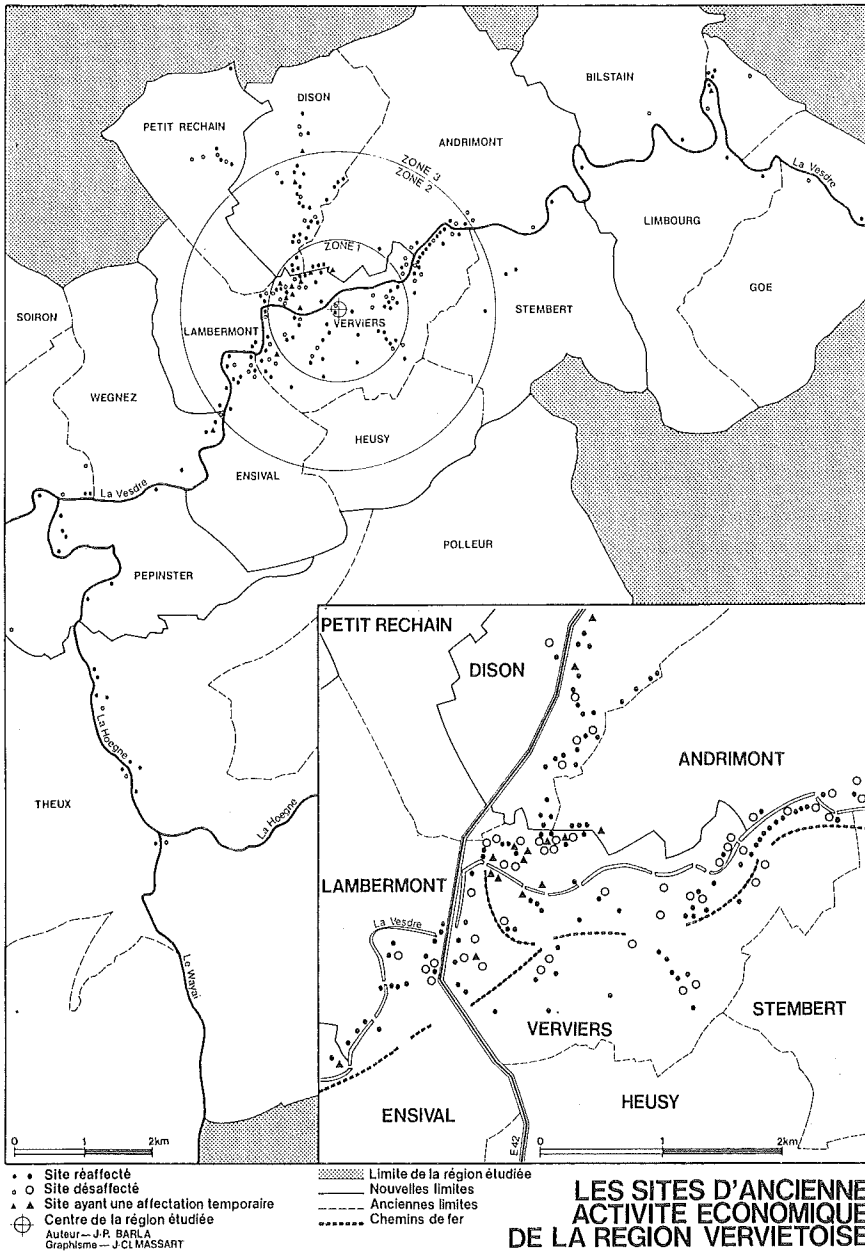 BILSTAIN
DISON
PETIT RECHAIN
ANDRIMONT
ZONE 3
ZONE 2
La Vesdre
LIMBOURG
ZONE 1
GOE
SOIRON
LAMBERMONT
VERVIERS
STEMBERT
WEGNEZ
HEUSY
ENSIVAL
La Vesdre
POLLEUR
PEPINSTER
La Hoegne
THEUX
La Hoegne
Le Wayai
0 1 2km
PETIT RECHAIN
DISON
ANDRIMONT
LAMBERMONT
La Vesdre
STEMBERT
VERVIERS
HEUSY
ENSIVAL
E 42
0 1 2km
Site réaffecté
Site désaffecté
Site ayant une affectation temporaire
Centre de la région étudiée
Auteur — J.P. BARLA
Graphisme — J.CL MASSART
Limite de la région étudiée
Nouvelles limites
Anciennes limites
Chemins de fer
LES SITES D'ANCIENNE
ACTIVITE ECONOMIQUE
DE LA REGION VERVIETOISE